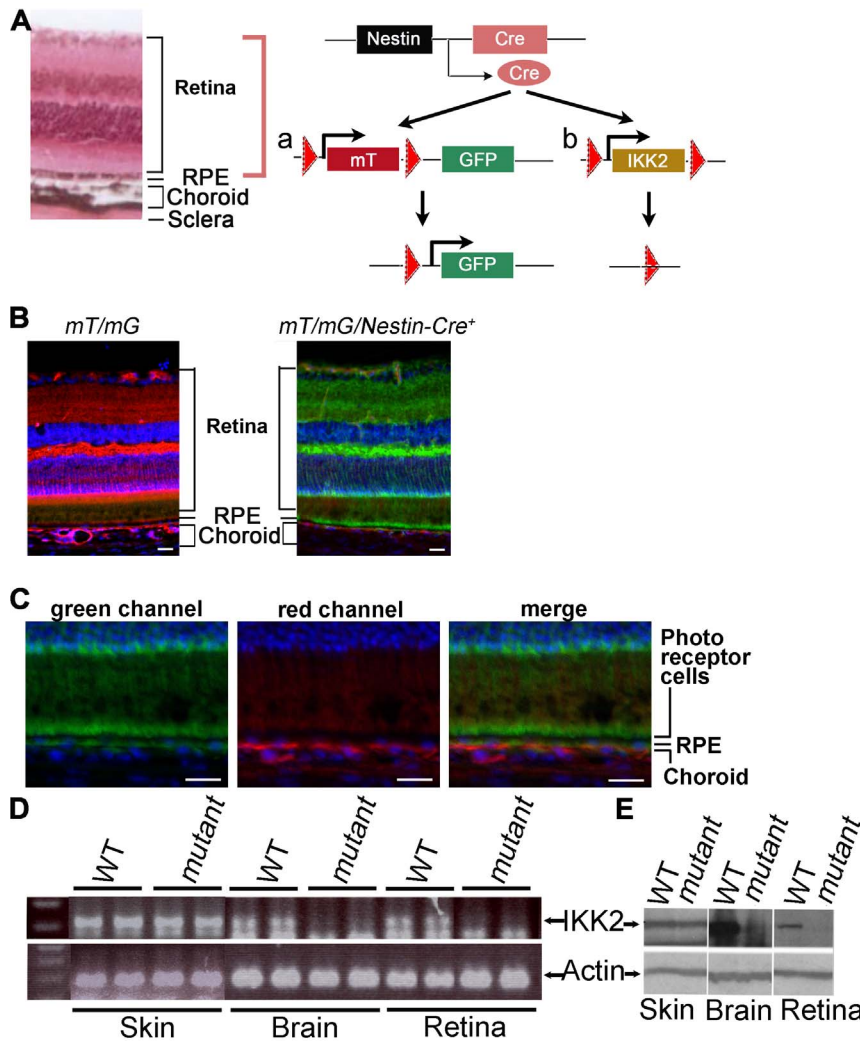 A
Retina
RPE
Choroid
Sclera
Nestin
Cre
Cre
a
mT
GFP
b
IKK2
GFP
B
mT/mG
mT/mG/Nestin-Cre⁺
Retina
RPE
Choroid
C
green channel
red channel
merge
Photo
receptor
cells
RPE
Choroid
D
WT
mutant
WT
mutant
WT
mutant
IKK2
Actin
Skin
Brain
Retina
E
WT
mutant
WT
mutant
WT
mutant
Skin
Brain
Retina